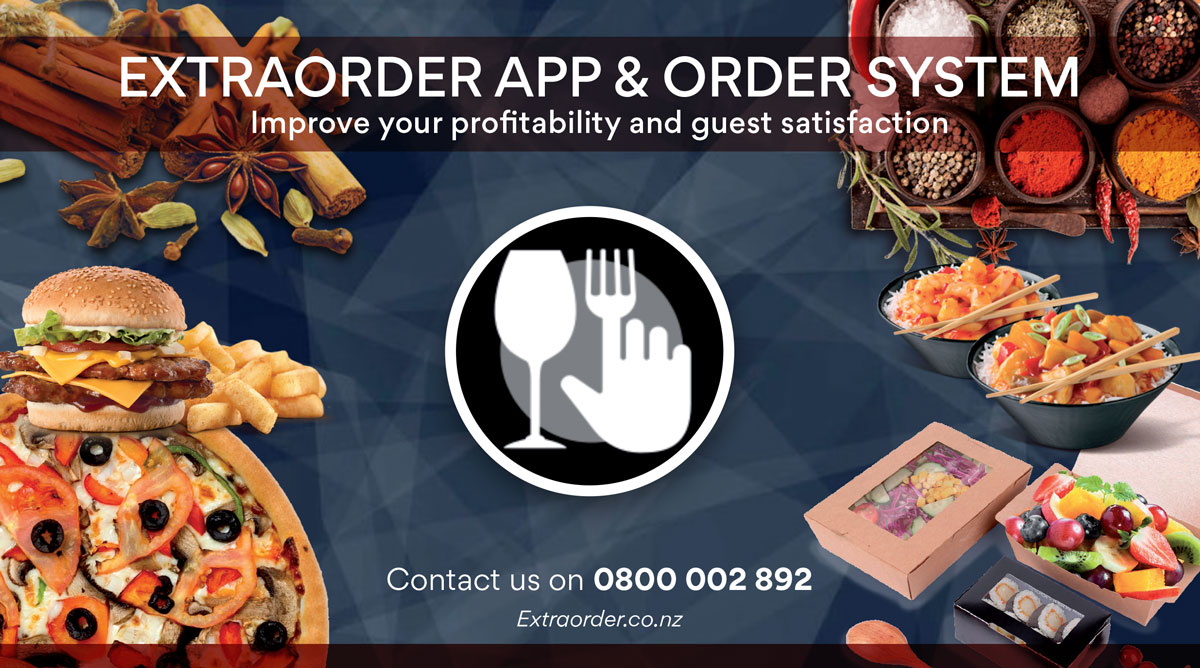 EXTRAORDER APP & ORDER SYSTEM
Improve your profitability and guest satisfaction
Contact us on 0800 002 892
Extraorder.co.nz